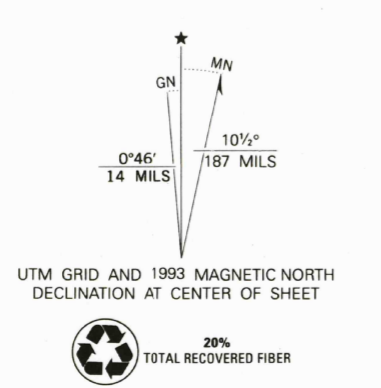 ★
MN
GN
10½°
187 MILS
0°46′
14 MILS
UTM GRID AND 1993 MAGNETIC NORTH
DECLINATION AT CENTER OF SHEET
20%
TOTAL RECOVERED FIBER